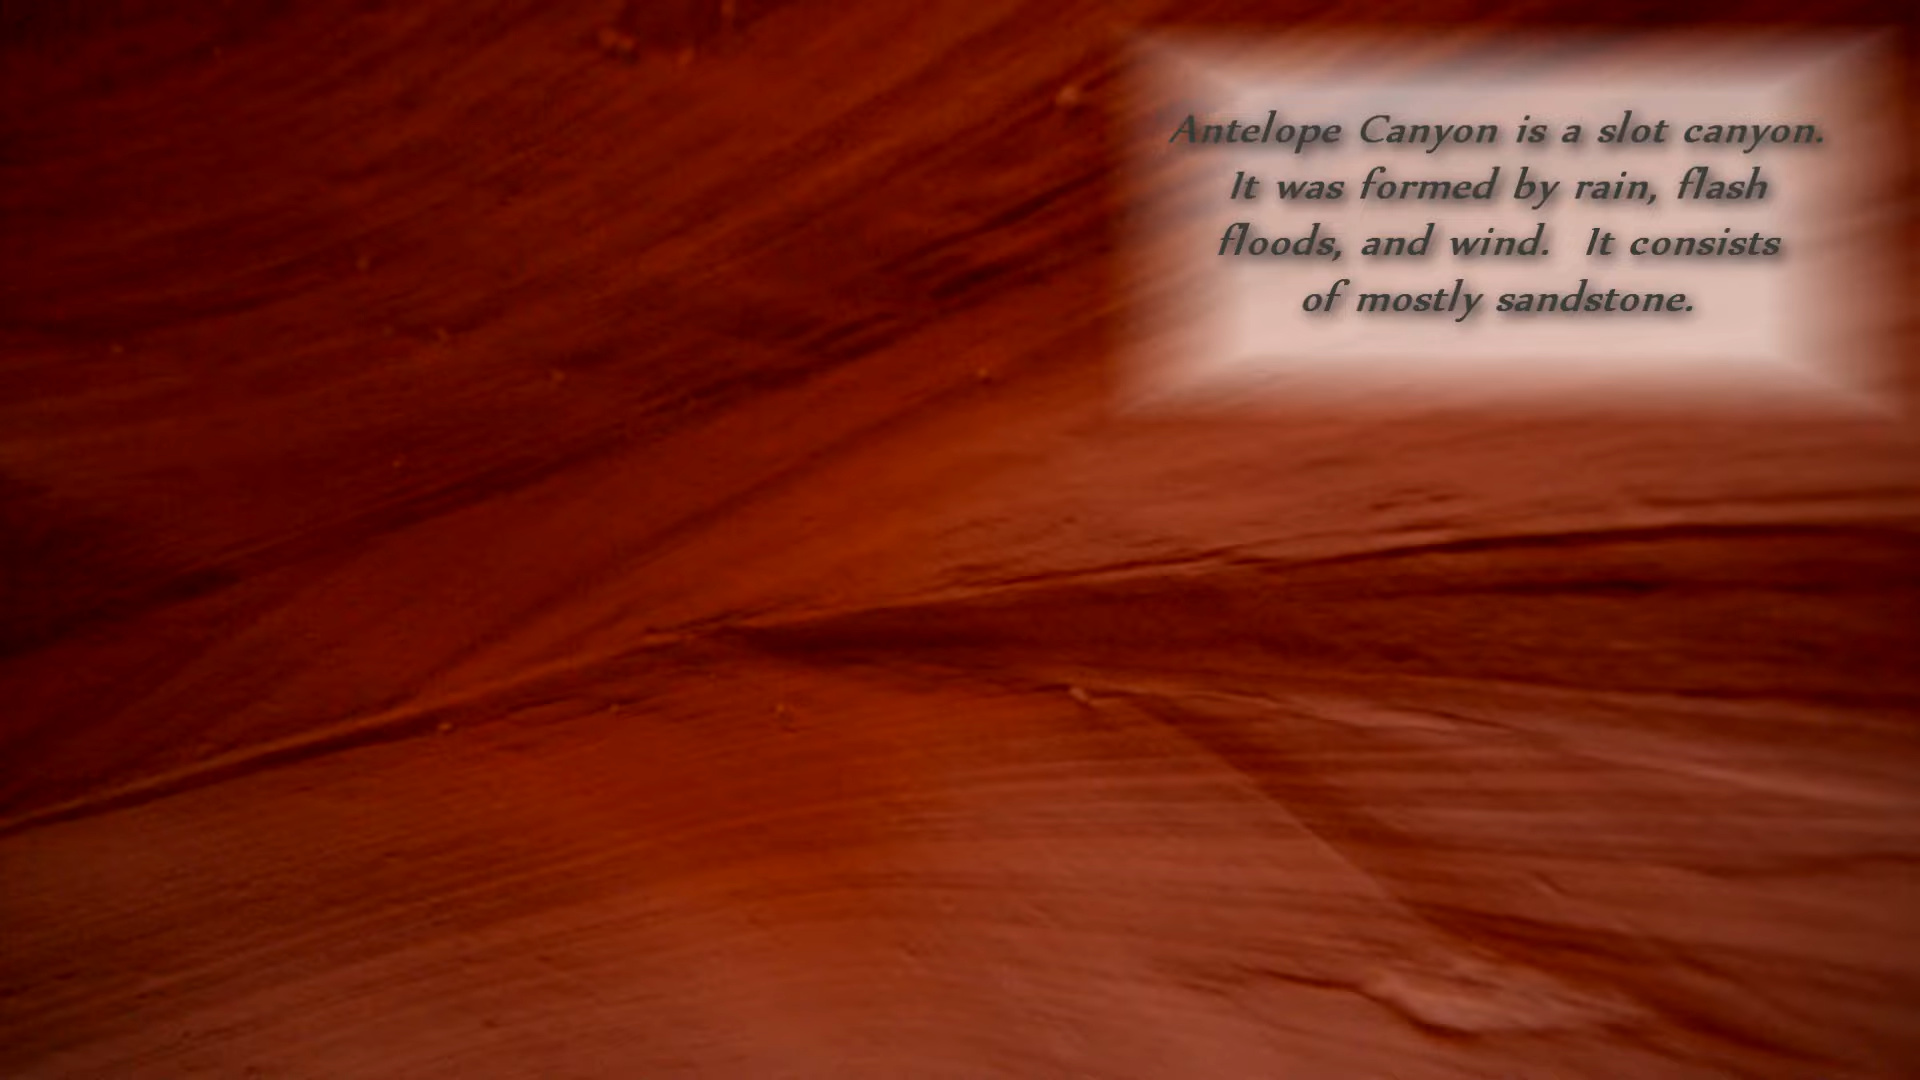 Antelope Canyon is a slot canyon.
It was formed by rain, flash
floods, and wind.  It consists
of mostly sandstone.